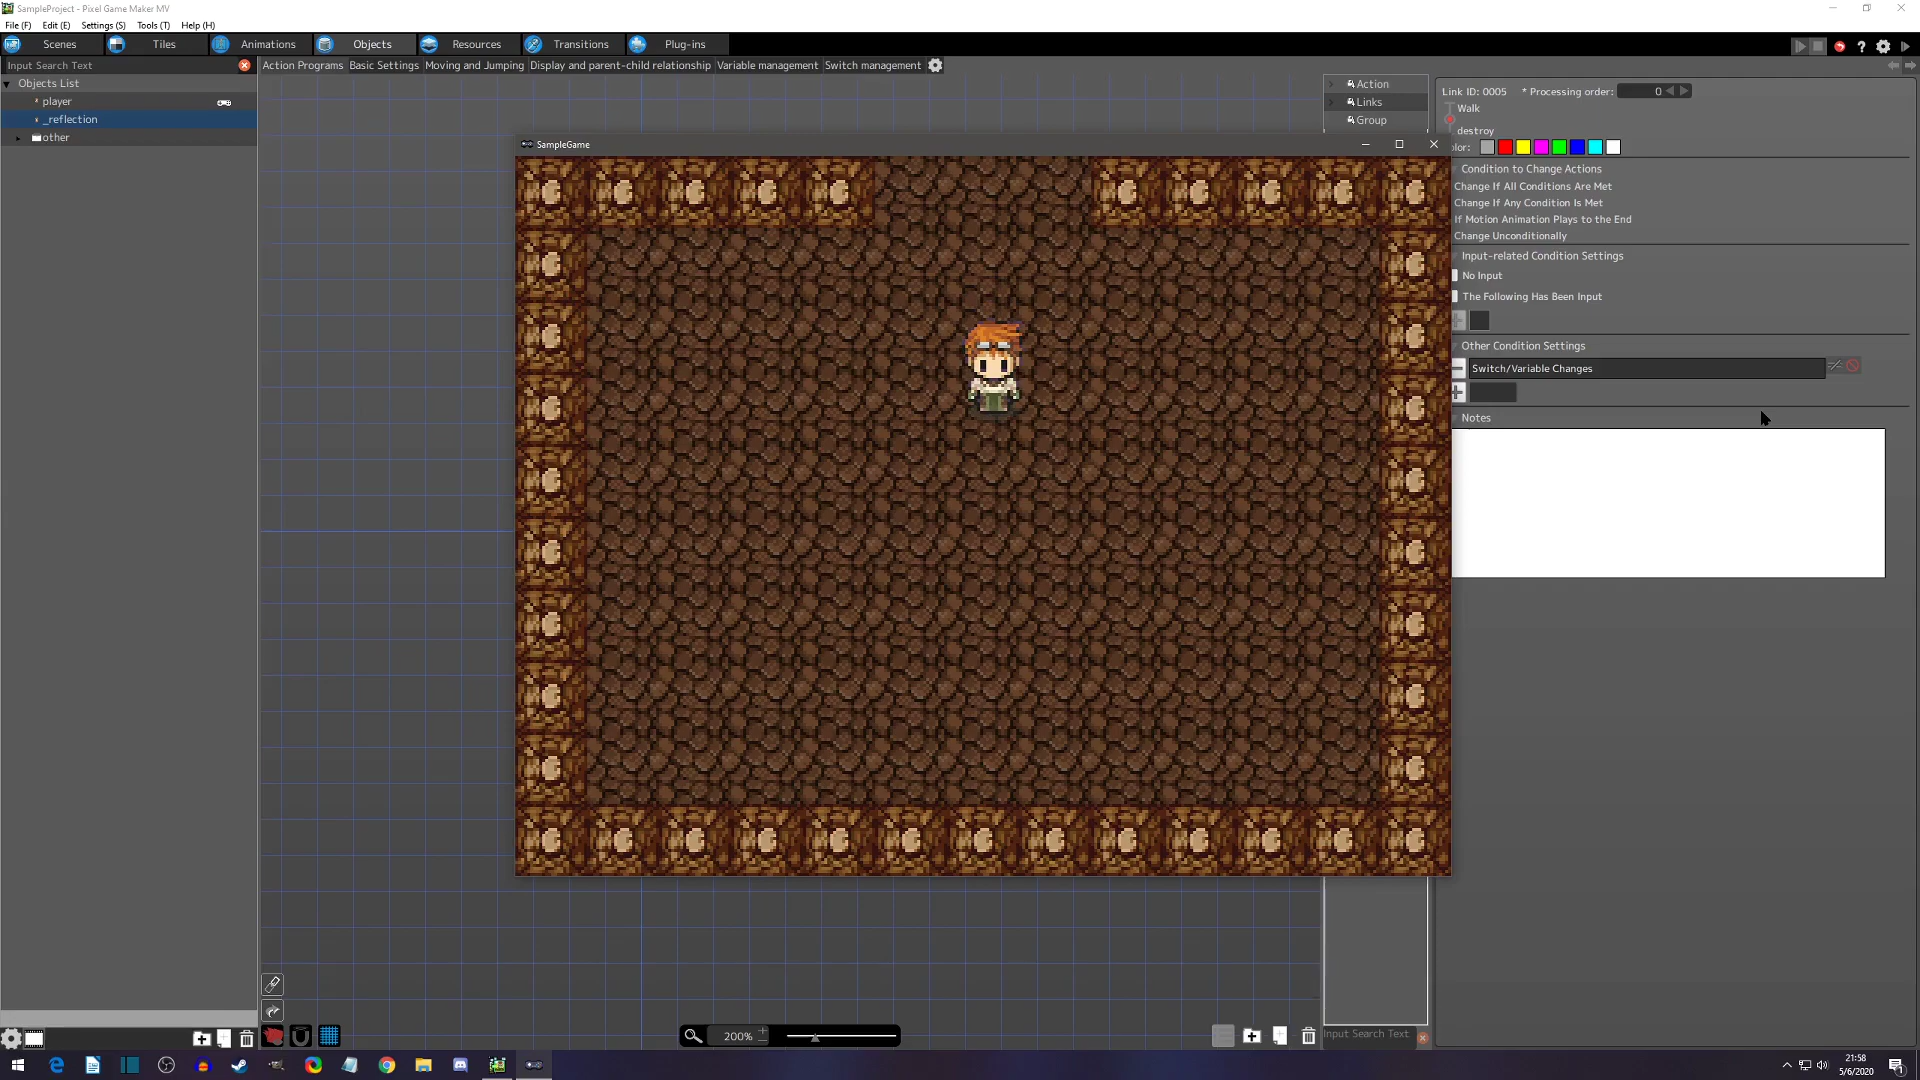 SampleProject - Pixel Game Maker MV
File (F) Edit (E) Settings (S) Tools (T) Help (H)
Scenes Tiles Animations Objects Resources Transitions Plug-ins
Input Search Text
Action Programs Basic Settings Moving and Jumping Display and parent-child relationship Variable management Switch management
Objects List
player
_reflection
other
Action
Links
Group
Link ID: 0005 * Processing order: 0
Walk
destroy
olor:
SampleGame
Condition to Change Actions
Change If All Conditions Are Met
Change If Any Condition Is Met
If Motion Animation Plays to the End
Change Unconditionally
Input-related Condition Settings
No Input
The Following Has Been Input
Other Condition Settings
Switch/Variable Changes
Notes
200%
Input Search Text
21:58
5/6/2020